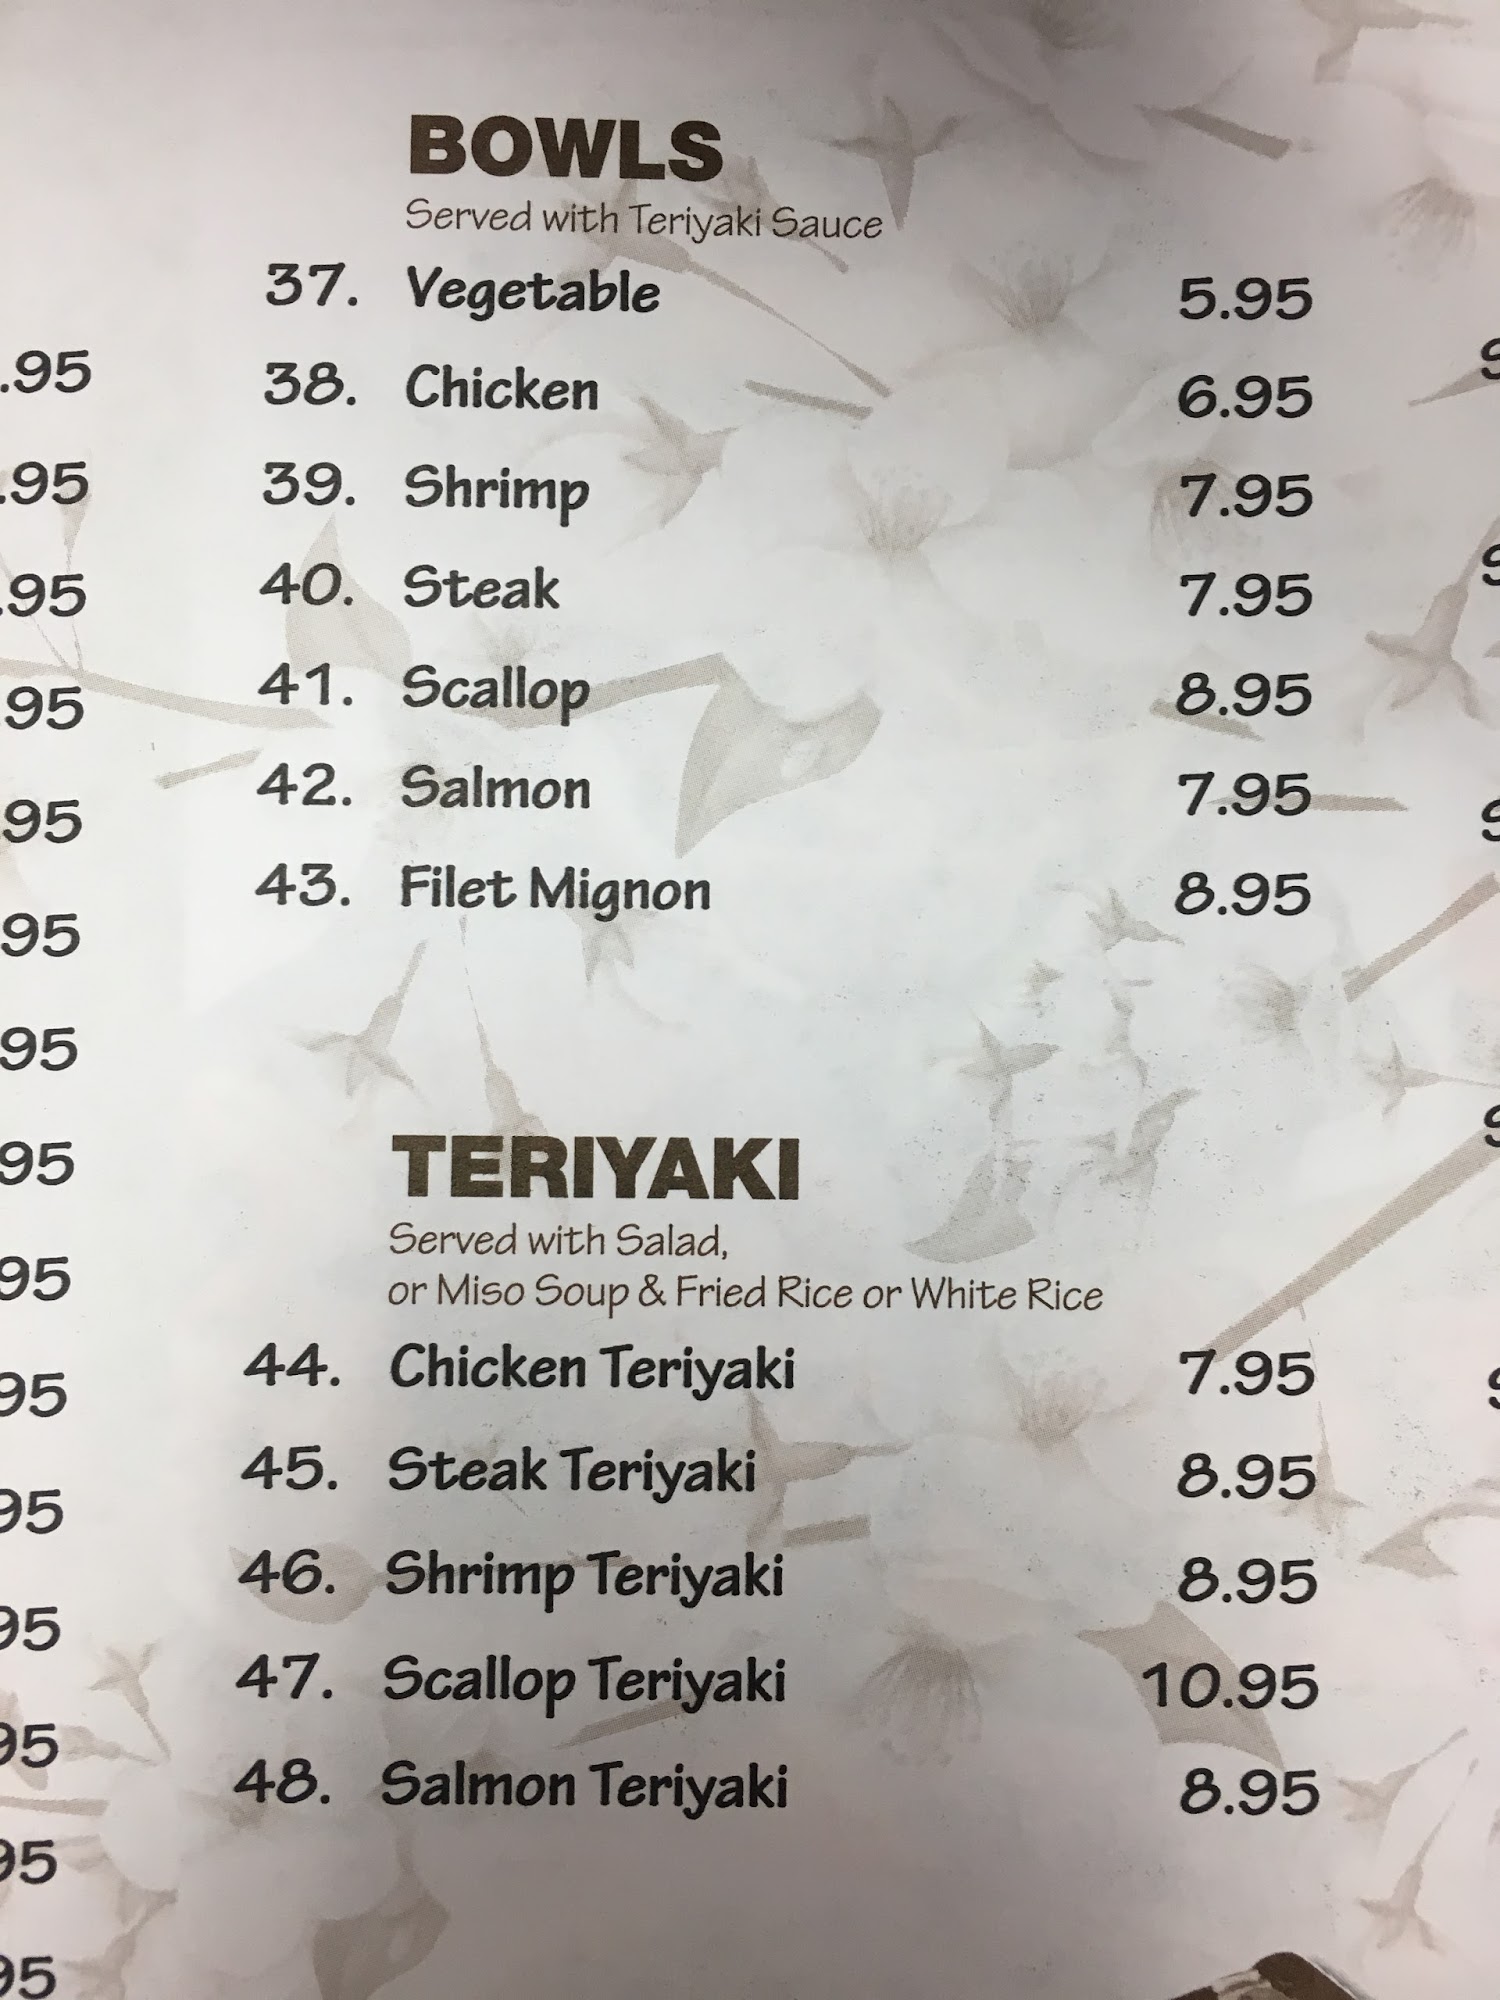 BOWLS
Served with Teriyaki Sauce
37. Vegetable 5.95
38. Chicken 6.95
39. Shrimp 7.95
40. Steak 7.95
41. Scallop 8.95
42. Salmon 7.95
43. Filet Mignon 8.95
TERIYAKI
Served with Salad,
or Miso Soup & Fried Rice or White Rice
44. Chicken Teriyaki 7.95
45. Steak Teriyaki 8.95
46. Shrimp Teriyaki 8.95
47. Scallop Teriyaki 10.95
48. Salmon Teriyaki 8.95